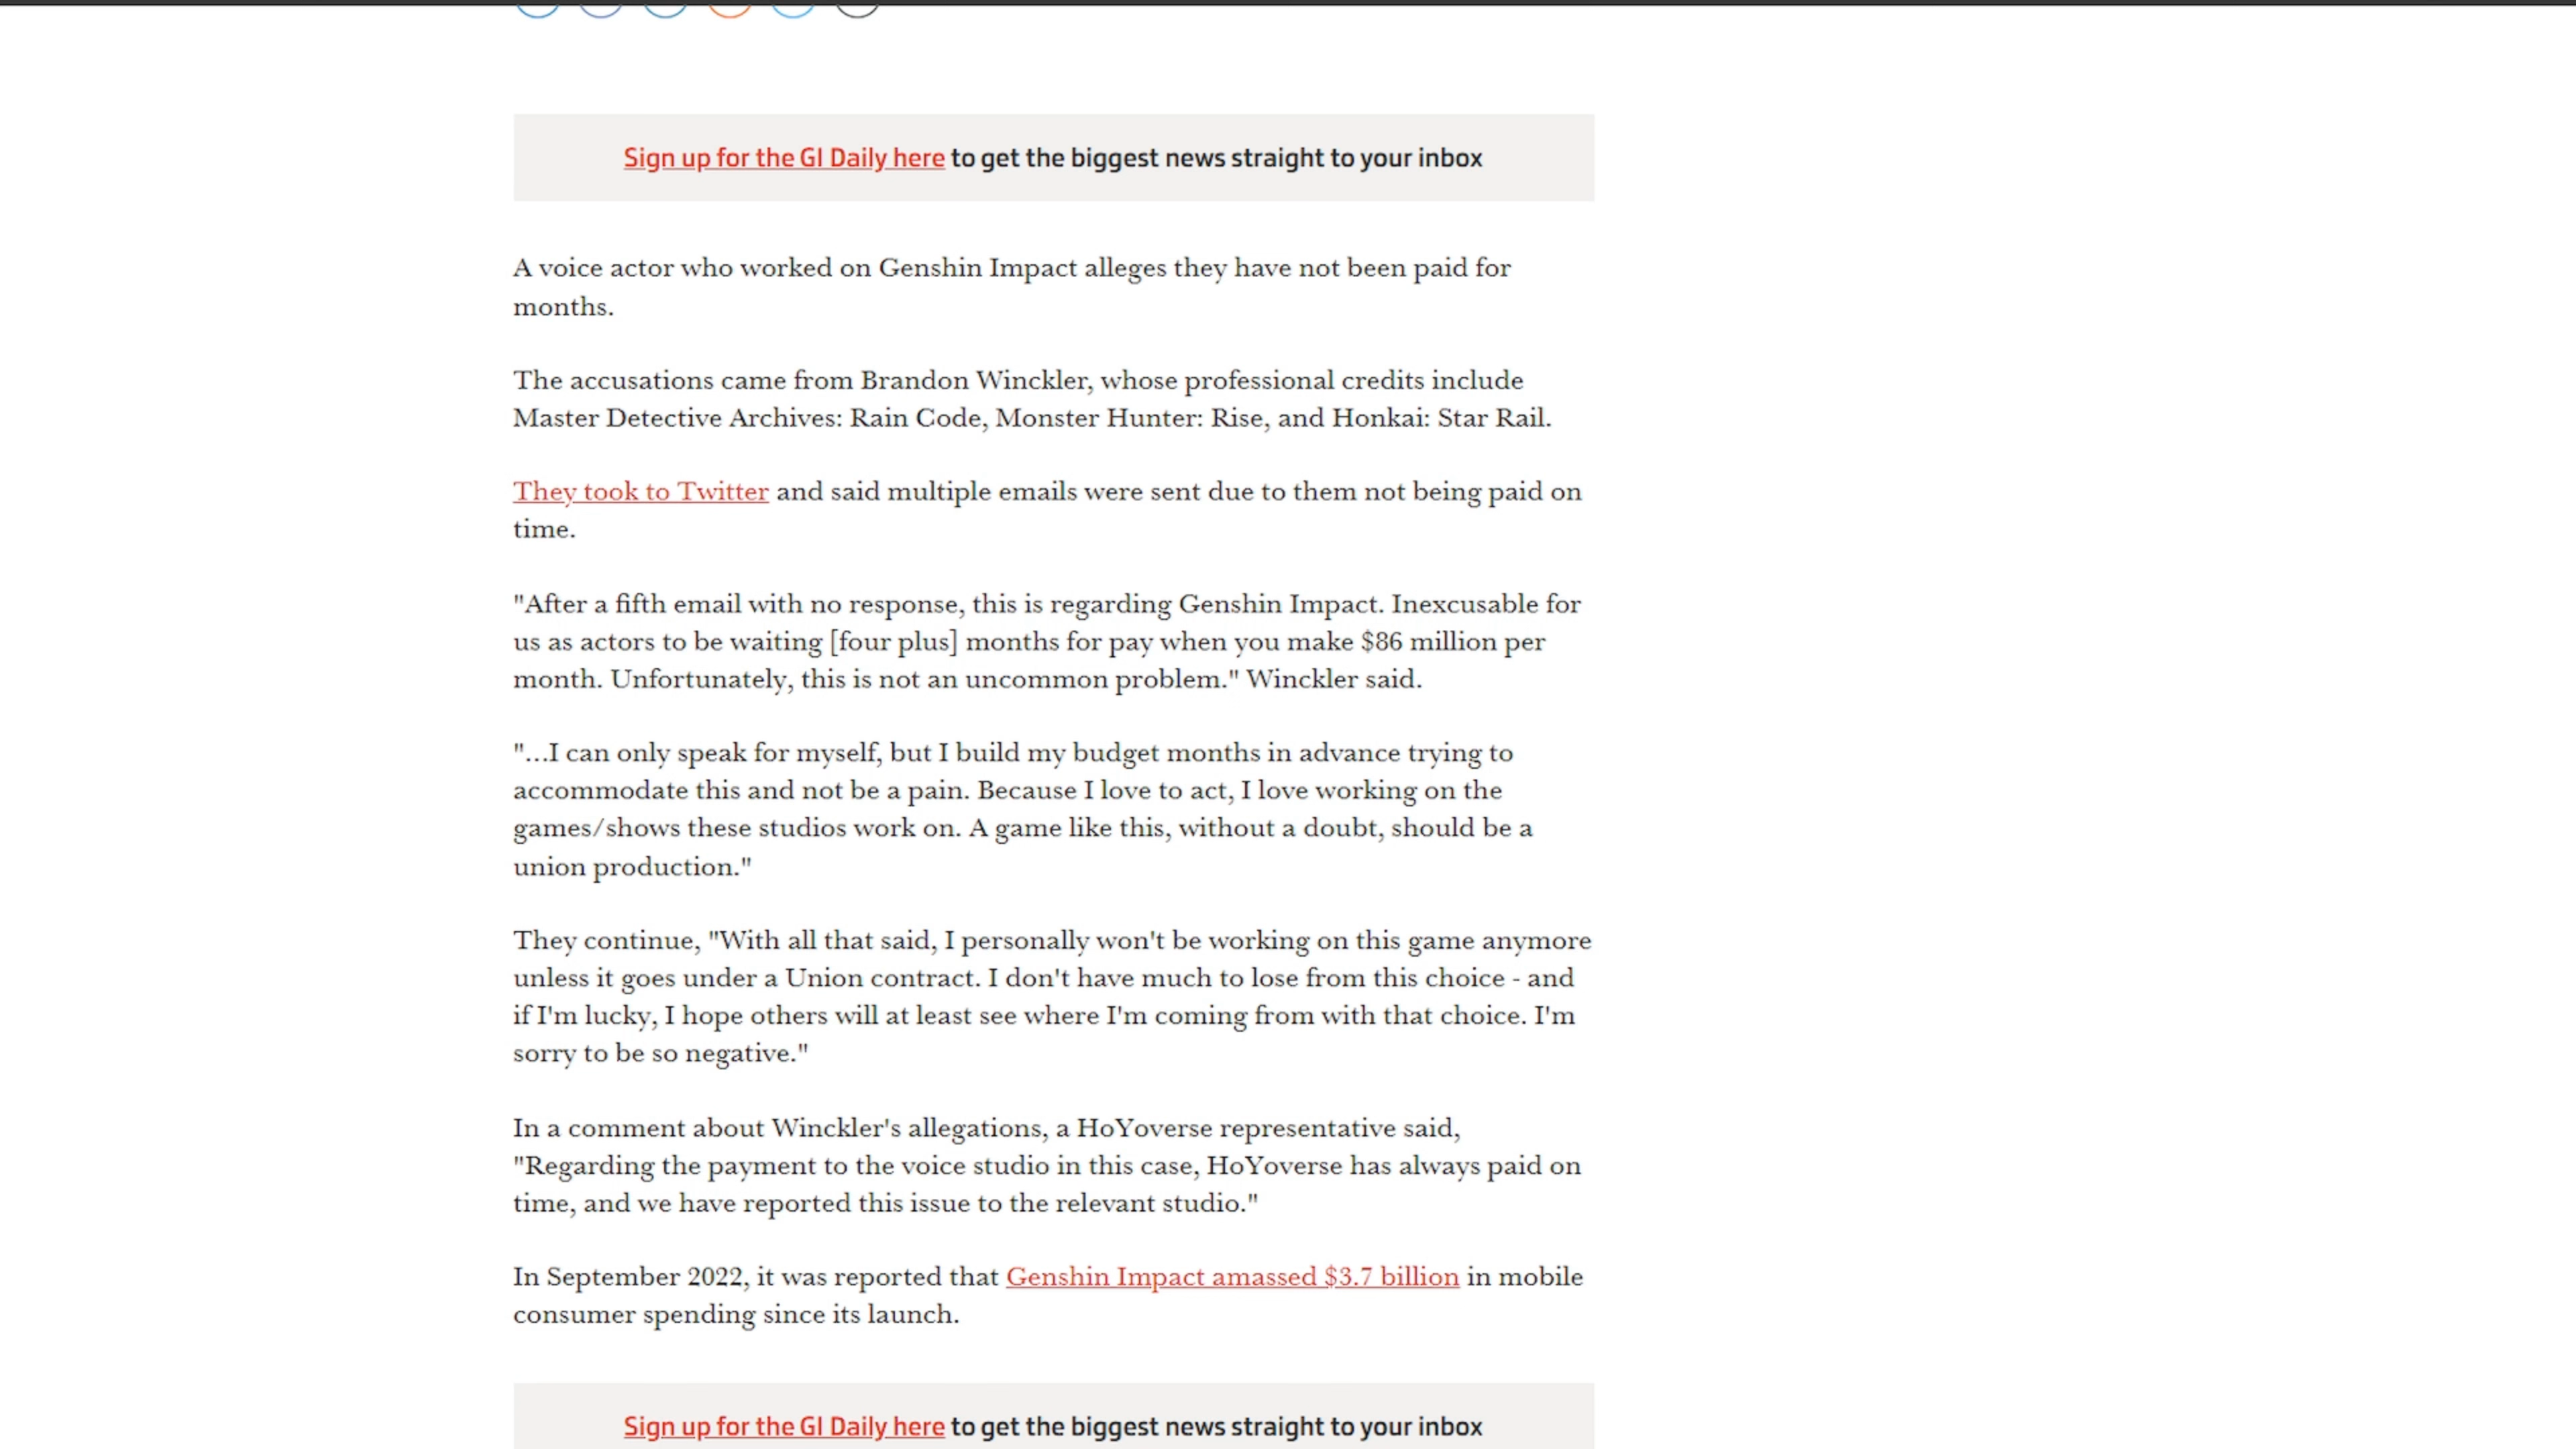 Sign up for the GI Daily here to get the biggest news straight to your inbox
A voice actor who worked on Genshin Impact alleges they have not been paid for
months.
The accusations came from Brandon Winckler, whose professional credits include
Master Detective Archives: Rain Code, Monster Hunter: Rise, and Honkai: Star Rail.
They took to Twitter and said multiple emails were sent due to them not being paid on
time.
"After a fifth email with no response, this is regarding Genshin Impact. Inexcusable for
us as actors to be waiting [four plus] months for pay when you make $86 million per
month. Unfortunately, this is not an uncommon problem." Winckler said.
"...I can only speak for myself, but I build my budget months in advance trying to
accommodate this and not be a pain. Because I love to act, I love working on the
games/shows these studios work on. A game like this, without a doubt, should be a
union production."
They continue, "With all that said, I personally won't be working on this game anymore
unless it goes under a Union contract. I don't have much to lose from this choice - and
if I'm lucky, I hope others will at least see where I'm coming from with that choice. I'm
sorry to be so negative."
In a comment about Winckler's allegations, a HoYoverse representative said,
"Regarding the payment to the voice studio in this case, HoYoverse has always paid on
time, and we have reported this issue to the relevant studio."
In September 2022, it was reported that Genshin Impact amassed $3.7 billion in mobile
consumer spending since its launch.
Sign up for the GI Daily here to get the biggest news straight to your inbox